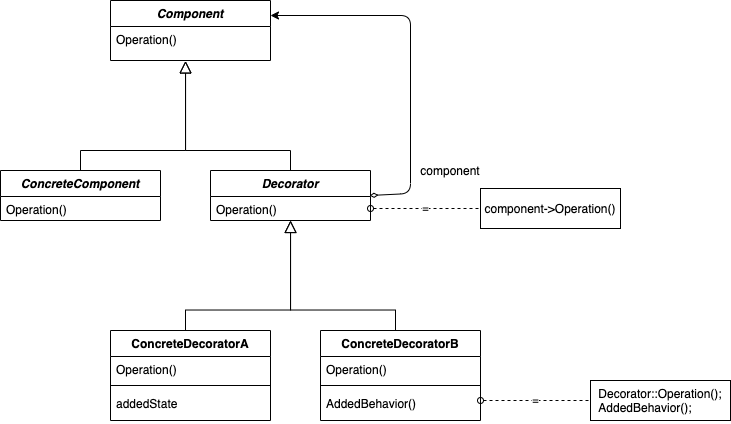 Component
Operation()
component
ConcreteComponent
Decorator
Operation()
Operation()
=
component->Operation()
ConcreteDecoratorA
ConcreteDecoratorB
Operation()
Operation()
addedState
AddedBehavior()
=
Decorator::Operation();
AddedBehavior();